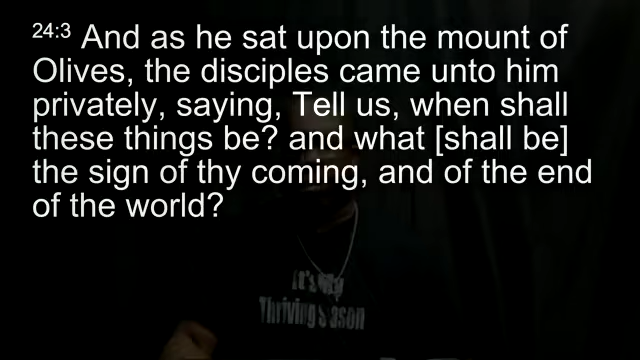 24:3 And as he sat upon the mount of
Olives, the disciples came unto him
privately, saying, Tell us, when shall
these things be? and what [shall be]
the sign of thy coming, and of the end
of the world?
It's My
Thriving Season